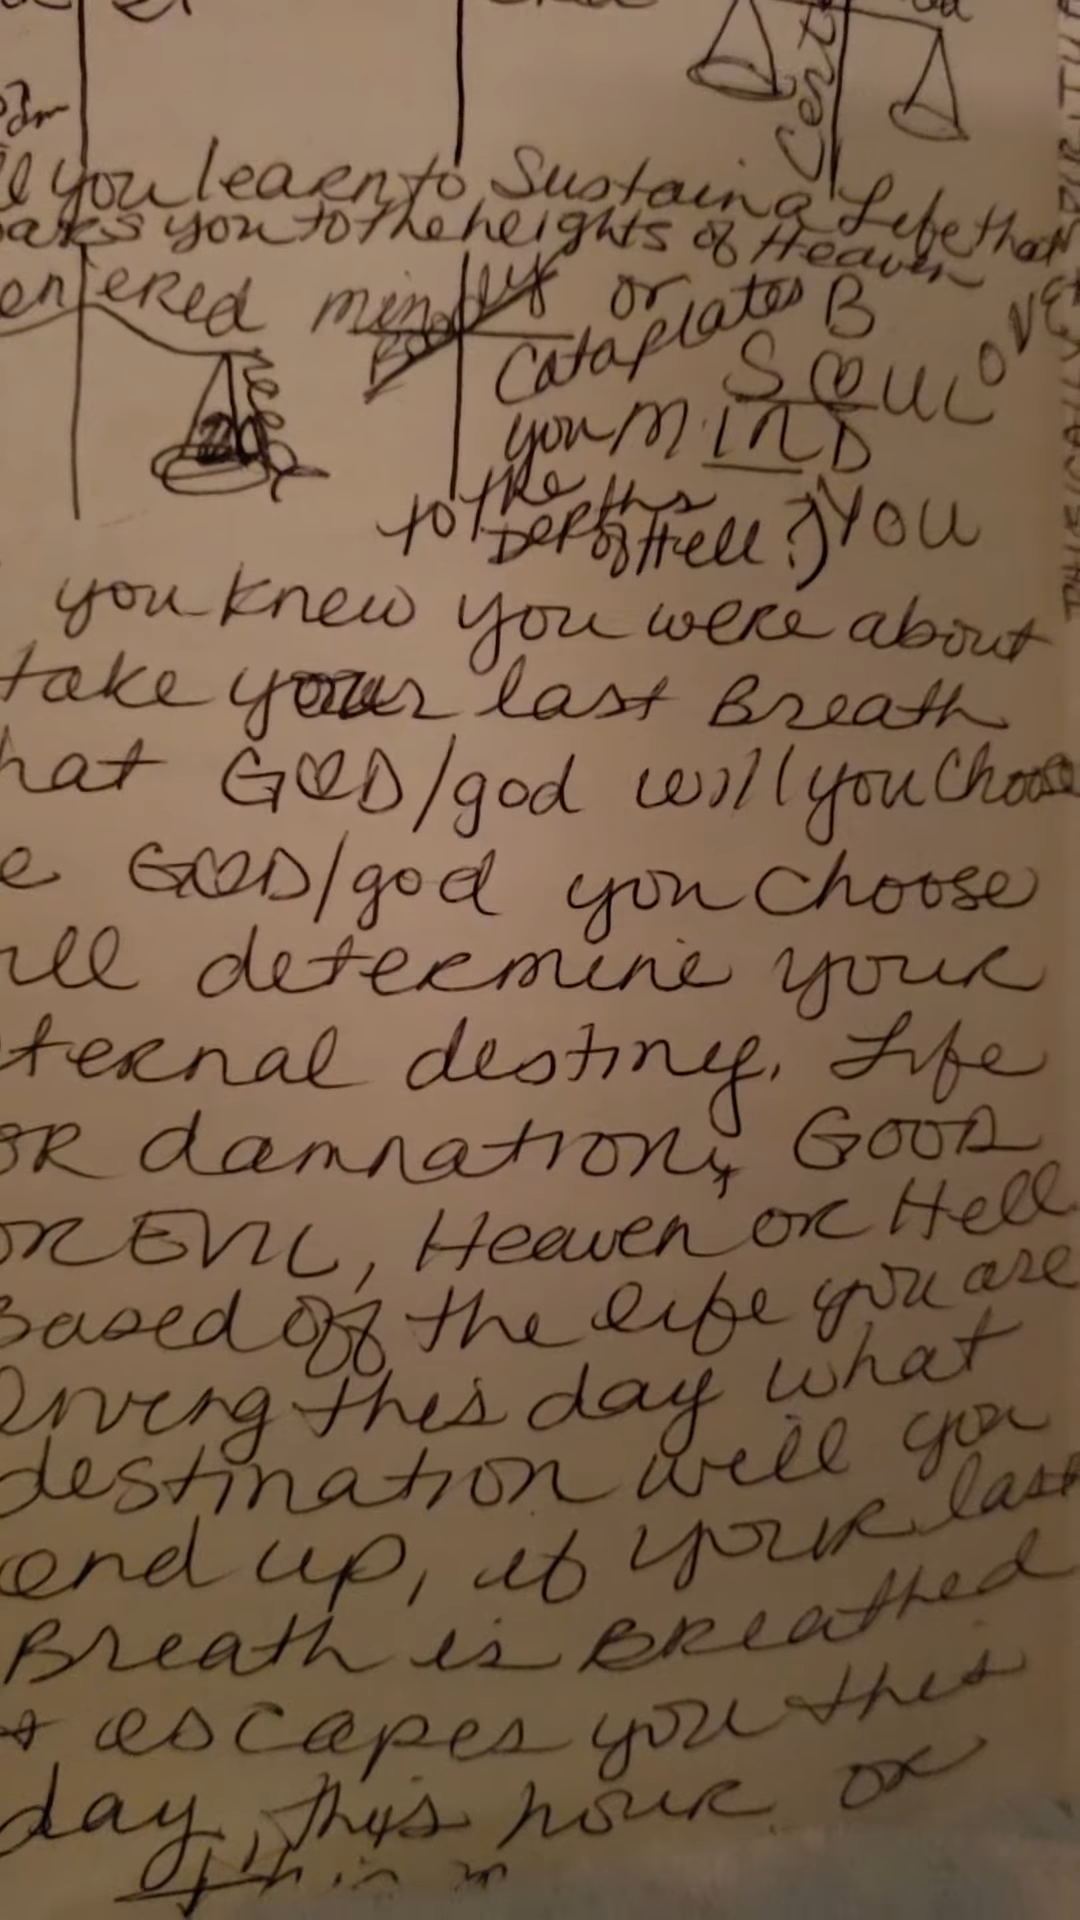 you learn to Sustain a Life that
you to the heights of Heaven
ERED min or
Cataplates B
SOUL
you MIND
to the
Depths
of Hell?) YOU
you knew you were about
take your last Breath
hat GOD/god will you Choose
e GOD/god you choose
ill determine your
ternal destiny. Life
OR damnation, GOOD
OR EVIL, Heaven OR Hell
Based off the life you are
living this day what
destination will you
end up, if your last
Breath is Breathed
+ escapes you this
day, this hour or